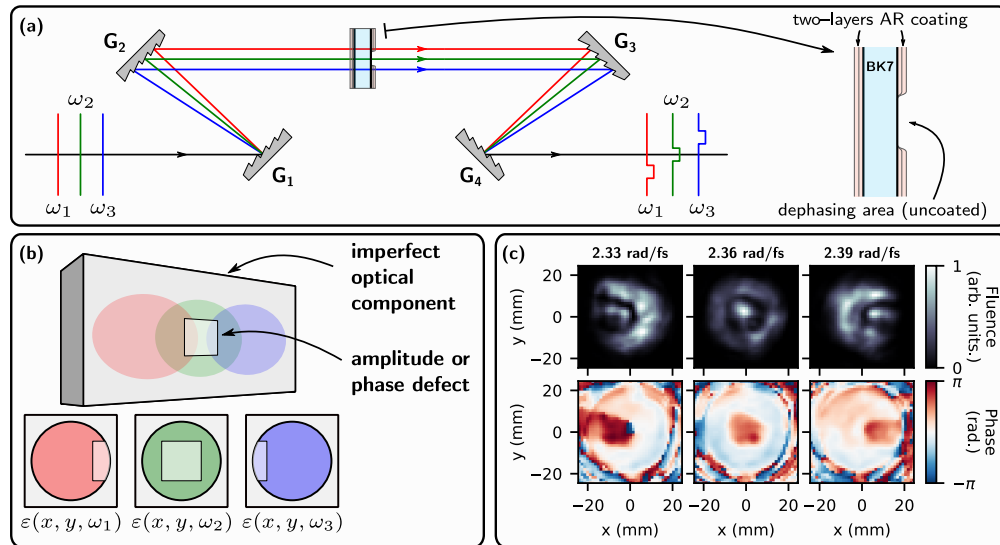 (a)
G₂
G₃
two-layers AR coating
BK7
ω₂
ω₂
G₁
G₄
ω₁
ω₃
ω₁
ω₃
dephasing area (uncoated)
(b)
imperfect
optical
component
amplitude or
phase defect
ε(x, y, ω₁)
ε(x, y, ω₂)
ε(x, y, ω₃)
(c)
2.33 rad/fs
2.36 rad/fs
2.39 rad/fs
20
0
−20
y (mm)
1
0
Fluence
(arb. units.)
20
0
−20
y (mm)
π
−π
Phase
(rad.)
−20 0 20
−20 0 20
−20 0 20
x (mm)
x (mm)
x (mm)